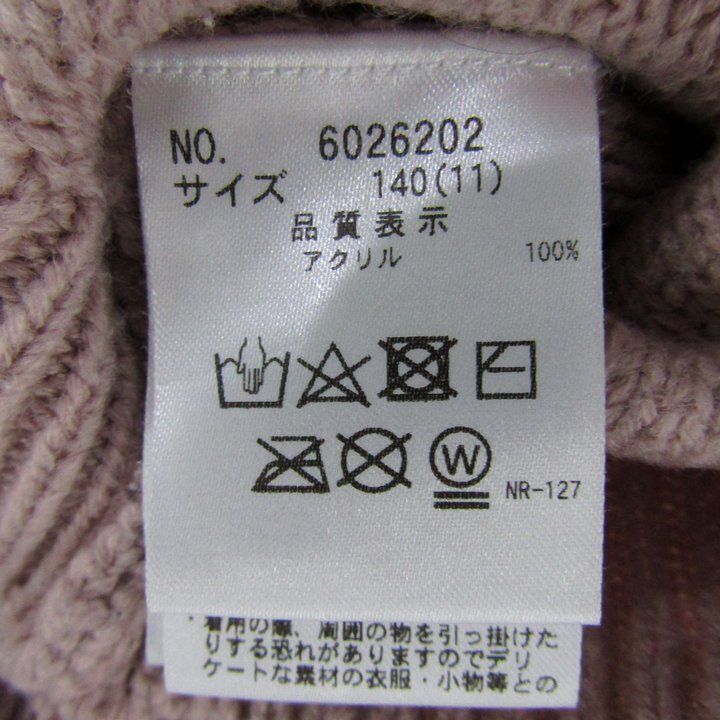 NO. 6026202
サイズ 140(11)
品質表示
アクリル 100%
W
NR-127
・着用の際、周囲の物を引っ掛けた
りする恐れがありますのでデリ
ケートな素材の衣服・小物等との